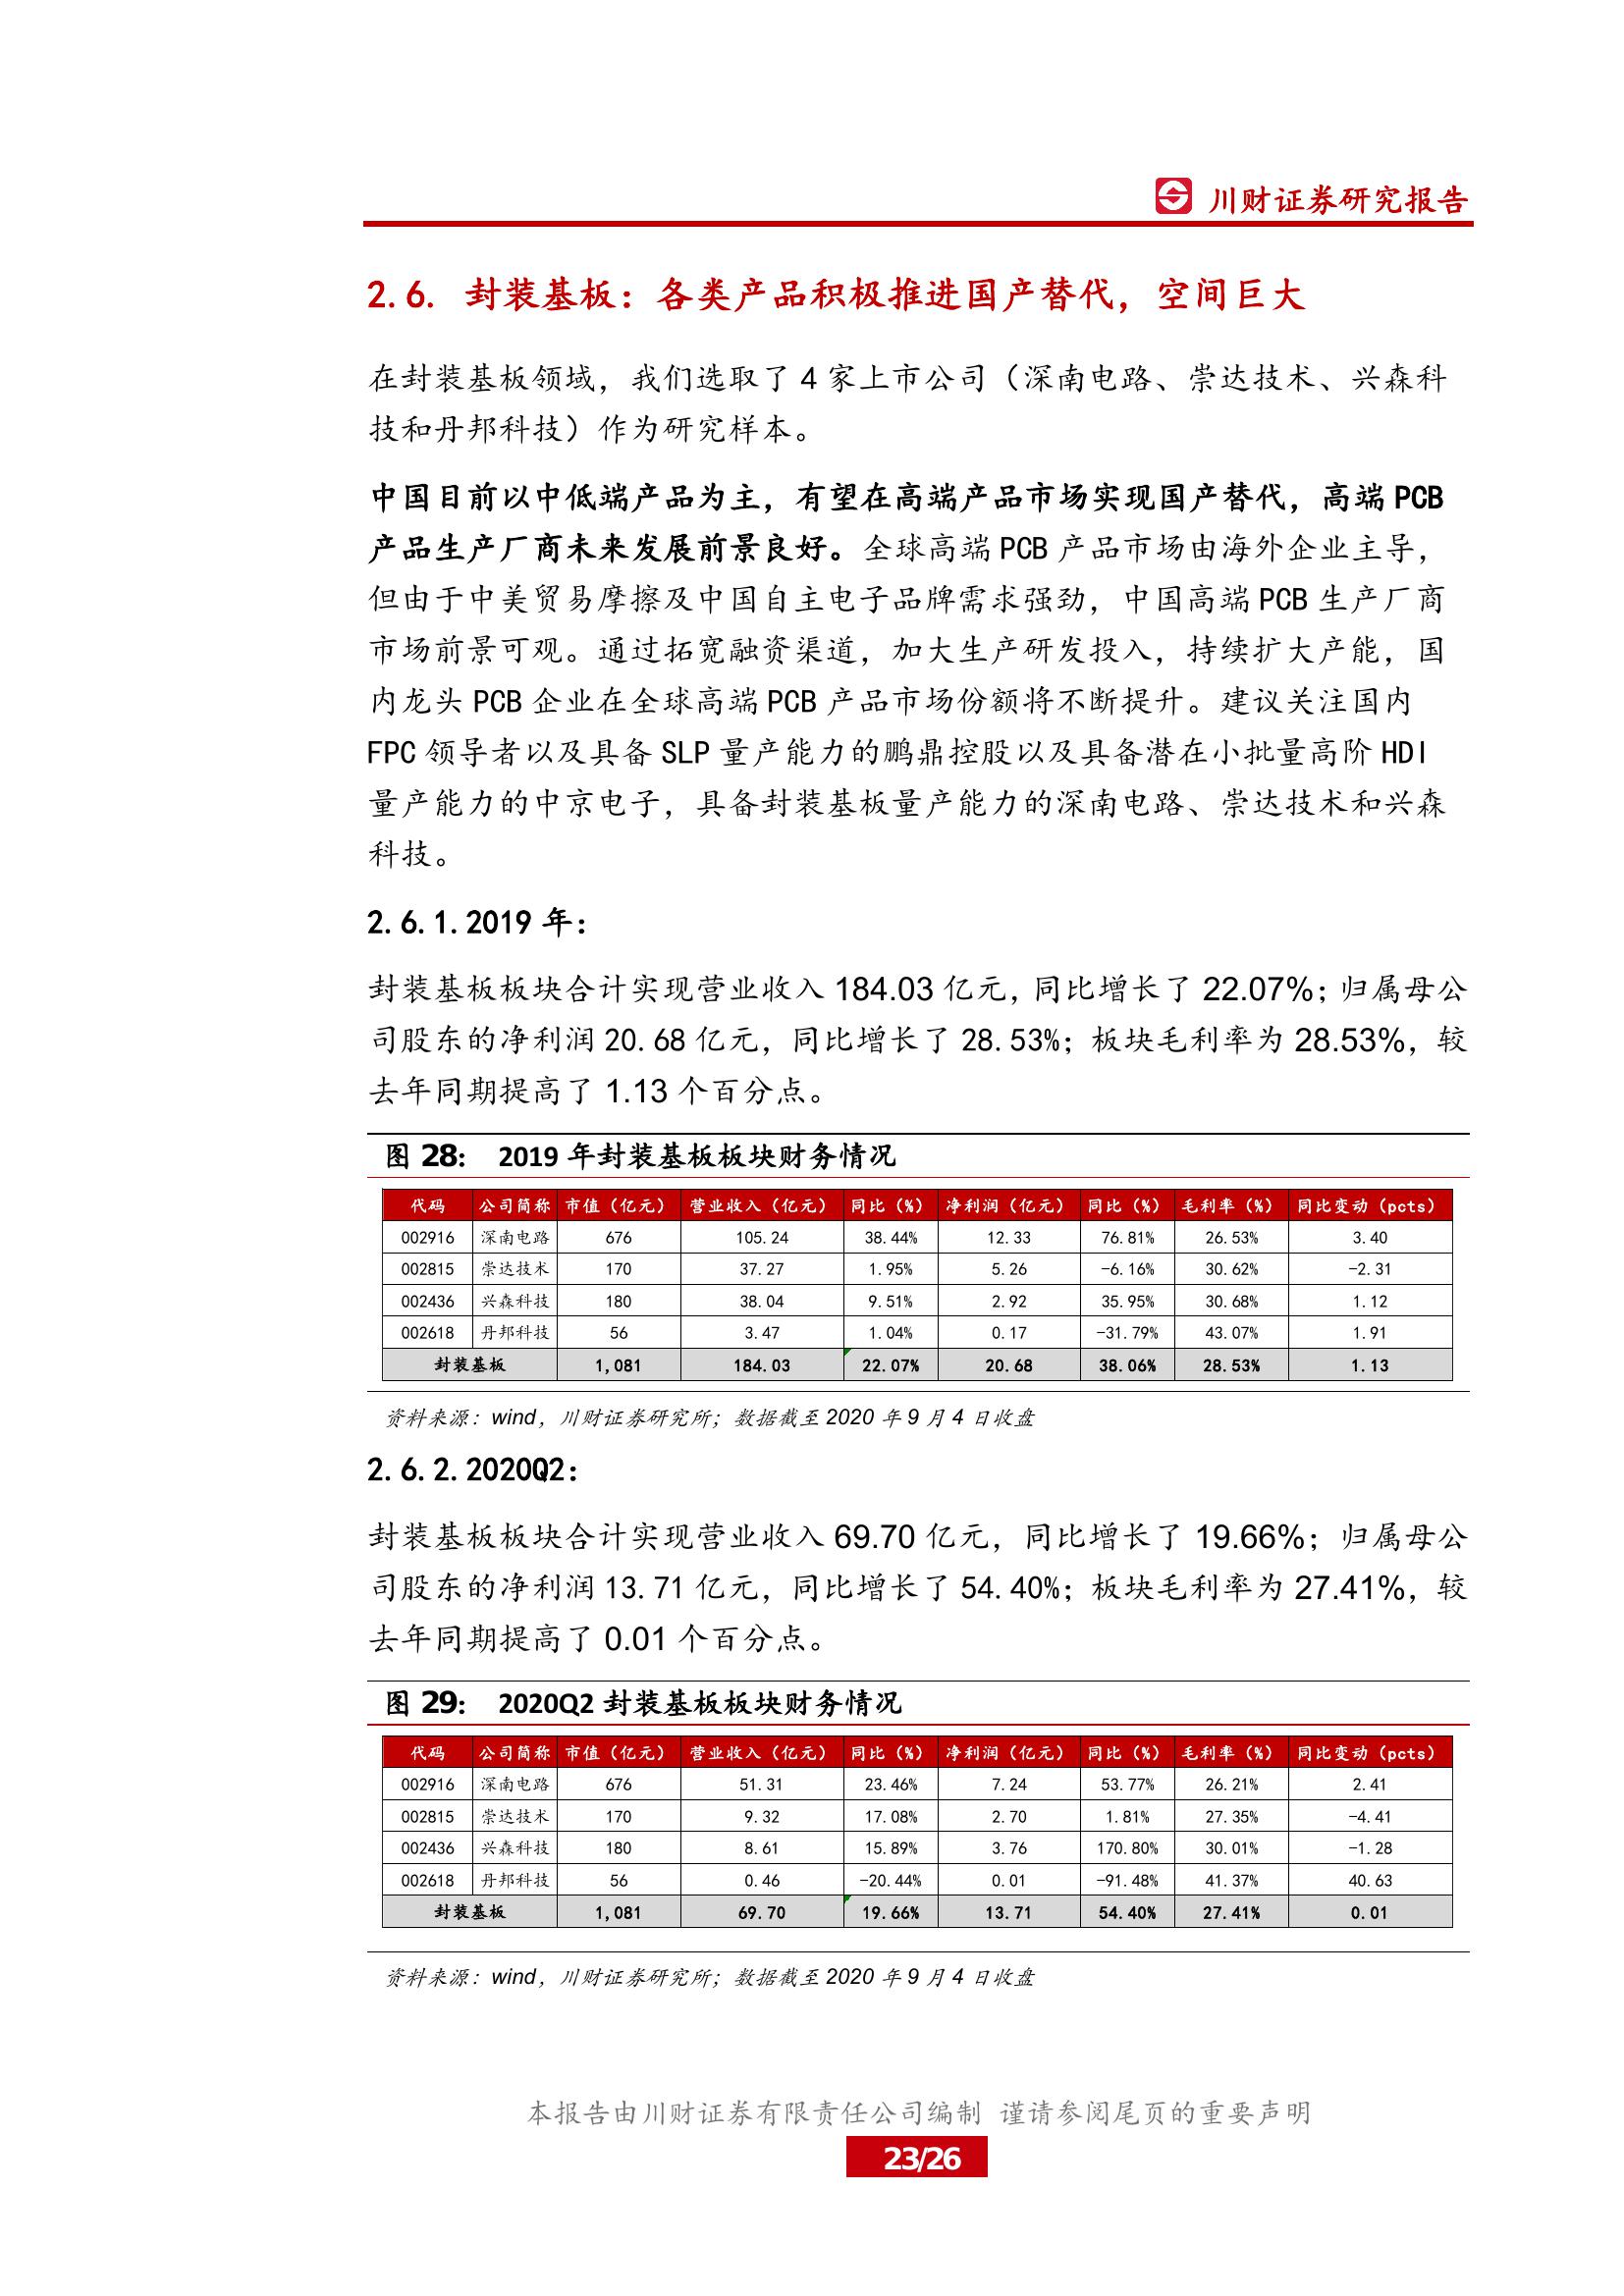 川财证券研究报告
2.6. 封装基板：各类产品积极推进国产替代，空间巨大
在封装基板领域，我们选取了 4 家上市公司（深南电路、崇达技术、兴森科
技和丹邦科技）作为研究样本。
中国目前以中低端产品为主，有望在高端产品市场实现国产替代，高端 PCB
产品生产厂商未来发展前景良好。全球高端 PCB 产品市场由海外企业主导，
但由于中美贸易摩擦及中国自主电子品牌需求强劲，中国高端 PCB 生产厂商
市场前景可观。通过拓宽融资渠道，加大生产研发投入，持续扩大产能，国
内龙头 PCB 企业在全球高端 PCB 产品市场份额将不断提升。建议关注国内
FPC 领导者以及具备 SLP 量产能力的鹏鼎控股以及具备潜在小批量高阶 HDI
量产能力的中京电子，具备封装基板量产能力的深南电路、崇达技术和兴森
科技。
2.6.1.2019 年：
封装基板板块合计实现营业收入 184.03 亿元，同比增长了 22.07%；归属母公
司股东的净利润 20.68 亿元，同比增长了 28.53%；板块毛利率为 28.53%，较
去年同期提高了 1.13 个百分点。
图 28： 2019 年封装基板板块财务情况
代码 公司简称 市值（亿元） 营业收入（亿元） 同比（%） 净利润（亿元） 同比（%） 毛利率（%） 同比变动（pcts）
002916 深南电路 676 105.24 38.44% 12.33 76.81% 26.53% 3.40
002815 崇达技术 170 37.27 1.95% 5.26 -6.16% 30.62% -2.31
002436 兴森科技 180 38.04 9.51% 2.92 35.95% 30.68% 1.12
002618 丹邦科技 56 3.47 1.04% 0.17 -31.79% 43.07% 1.91
封装基板 1,081 184.03 22.07% 20.68 38.06% 28.53% 1.13
资料来源：wind，川财证券研究所；数据截至 2020 年 9 月 4 日收盘
2.6.2.2020Q2：
封装基板板块合计实现营业收入 69.70 亿元，同比增长了 19.66%；归属母公
司股东的净利润 13.71 亿元，同比增长了 54.40%；板块毛利率为 27.41%，较
去年同期提高了 0.01 个百分点。
图 29： 2020Q2 封装基板板块财务情况
代码 公司简称 市值（亿元） 营业收入（亿元） 同比（%） 净利润（亿元） 同比（%） 毛利率（%） 同比变动（pcts）
002916 深南电路 676 51.31 23.46% 7.24 53.77% 26.21% 2.41
002815 崇达技术 170 9.32 17.08% 2.70 1.81% 27.35% -4.41
002436 兴森科技 180 8.61 15.89% 3.76 170.80% 30.01% -1.28
002618 丹邦科技 56 0.46 -20.44% 0.01 -91.48% 41.37% 40.63
封装基板 1,081 69.70 19.66% 13.71 54.40% 27.41% 0.01
资料来源：wind，川财证券研究所；数据截至 2020 年 9 月 4 日收盘
本报告由川财证券有限责任公司编制 谨请参阅尾页的重要声明
23/26